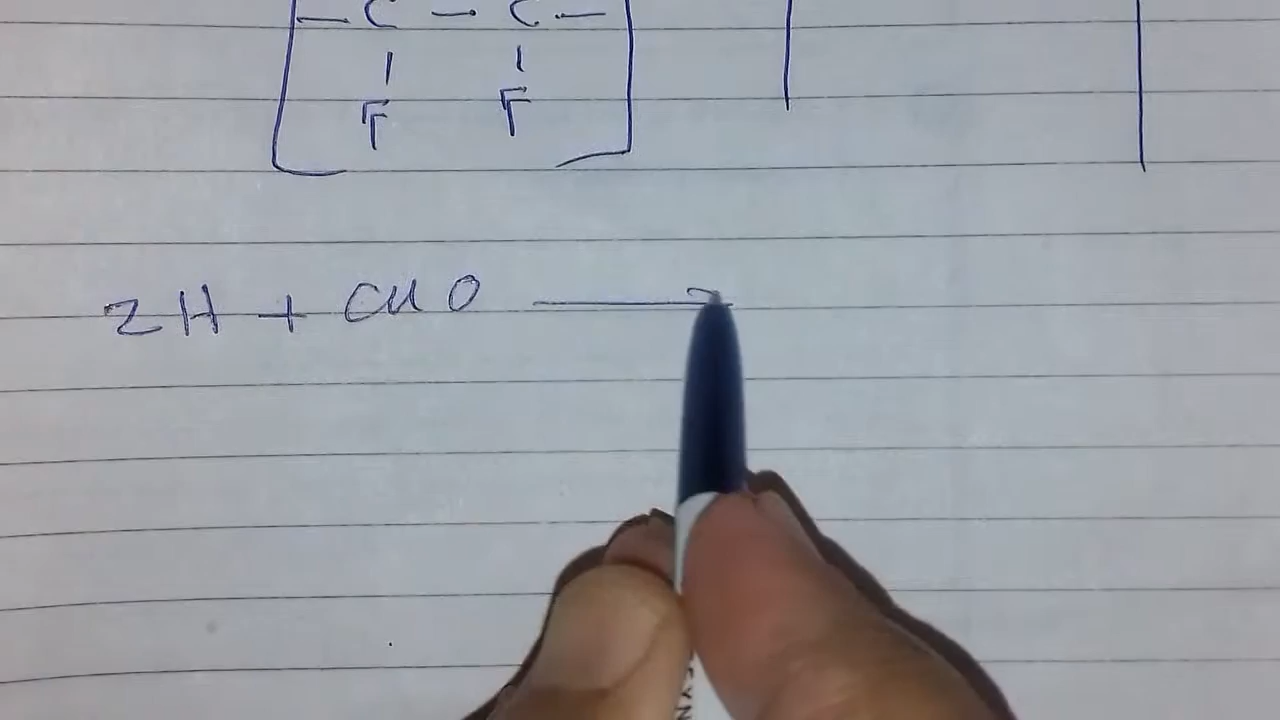 — C — C —
F F
2H + CuO →